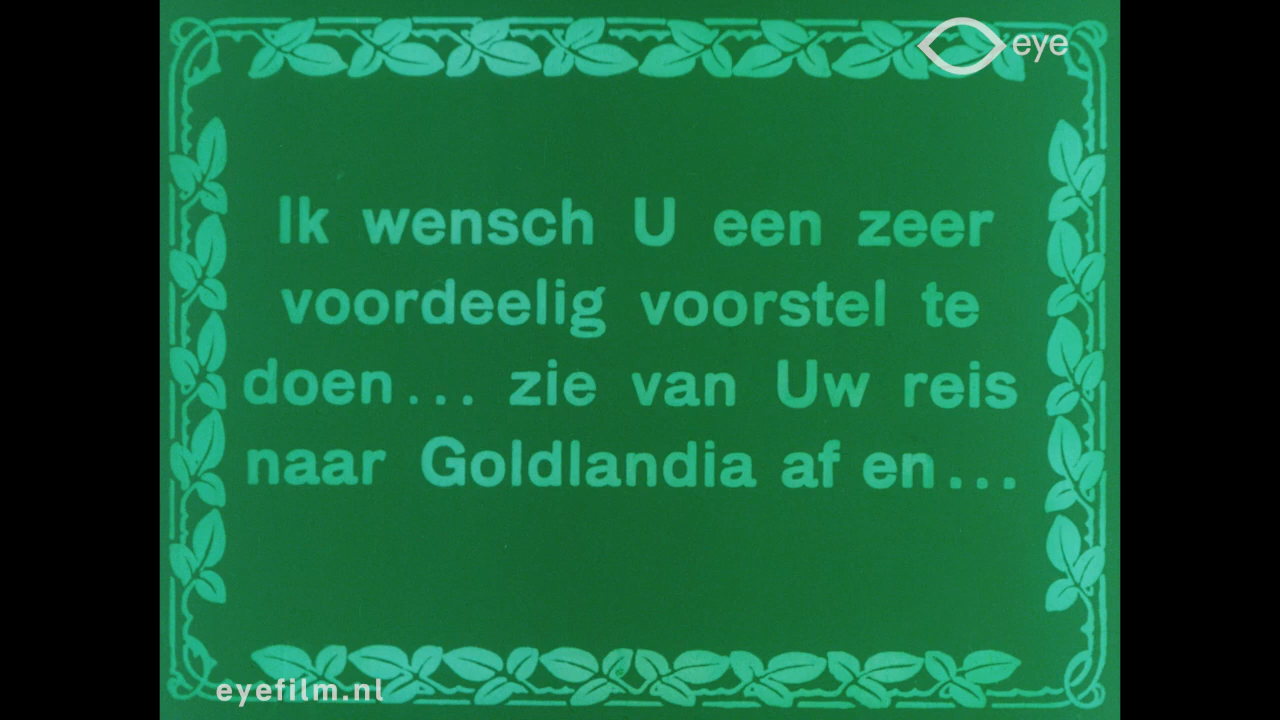 eye
Ik wensch U een zeer
voordeelig voorstel te
doen... zie van Uw reis
naar Goldlandia af en...
eyefilm.nl